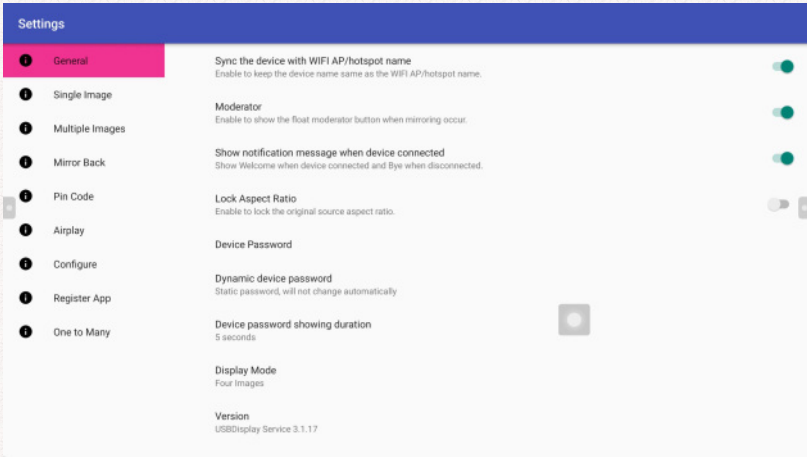 Settings
General
Single Image
Multiple Images
Mirror Back
Pin Code
Airplay
Configure
Register App
One to Many
Sync the device with WIFI AP/hotspot name
Enable to keep the device name same as the WIFI AP/hotspot name.
Moderator
Enable to show the float moderator button when mirroring occur.
Show notification message when device connected
Show Welcome when device connected and Bye when disconnected.
Lock Aspect Ratio
Enable to lock the original source aspect ratio.
Device Password
Dynamic device password
Static password, will not change automatically
Device password showing duration
5 seconds
Display Mode
Four Images
Version
USBDisplay Service 3.1.17